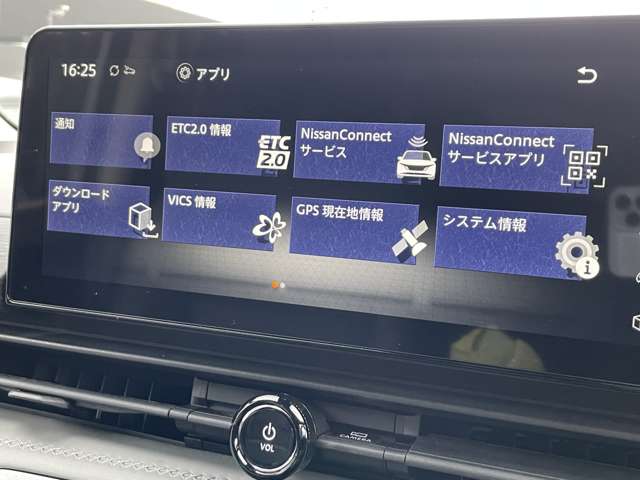 16:25
アプリ
通知
ETC2.0 情報
ETC
2.0
NissanConnect
サービス
NissanConnect
サービスアプリ
ダウンロード
アプリ
VICS 情報
GPS 現在地情報
システム情報
VOL
CAMERA